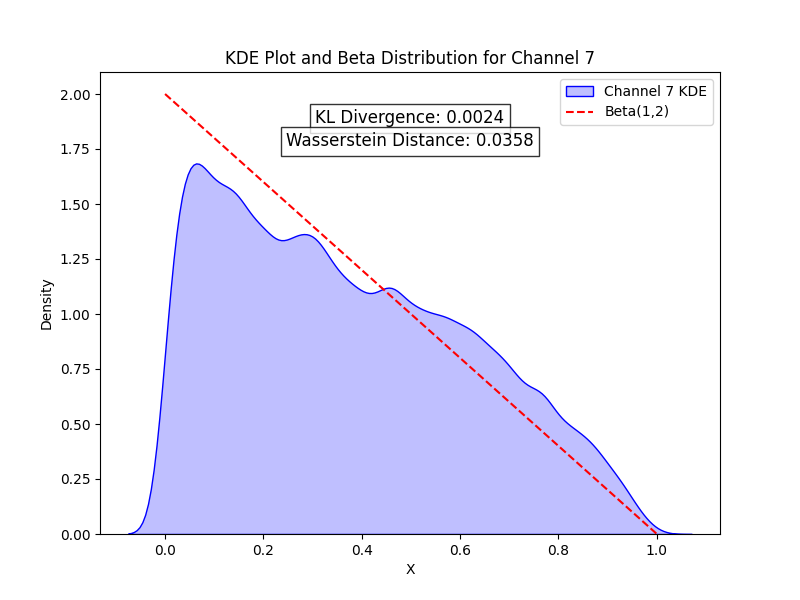 KDE Plot and Beta Distribution for Channel 7
KL Divergence: 0.0024
Wasserstein Distance: 0.0358
Channel 7 KDE
Beta(1,2)
2.00
1.75
1.50
1.25
1.00
0.75
0.50
0.25
0.00
Density
0.0 0.2 0.4 0.6 0.8 1.0
X